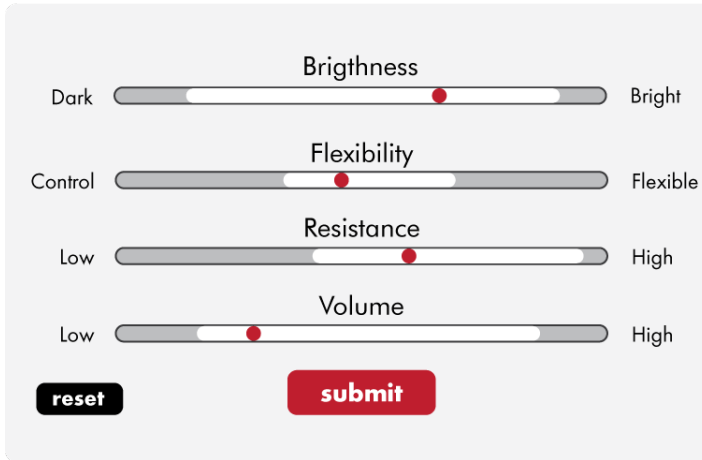 Brigthness
Dark Bright
Flexibility
Control Flexible
Resistance
Low High
Volume
Low High
reset submit